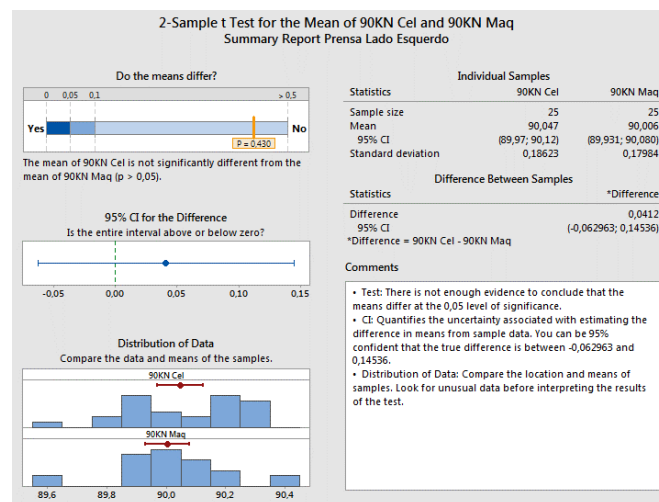 2-Sample t Test for the Mean of 90KN Cel and 90KN Maq
Summary Report Prensa Lado Esquerdo
Do the means differ?
0 0,05 0,1 > 0,5
Yes No
P = 0,430
The mean of 90KN Cel is not significantly different from the
mean of 90KN Maq (p > 0,05).
95% CI for the Difference
Is the entire interval above or below zero?
-0,05 0,00 0,05 0,10 0,15
Distribution of Data
Compare the data and means of the samples.
90KN Cel
90KN Maq
89,6 89,8 90,0 90,2 90,4
Individual Samples
Statistics 90KN Cel 90KN Maq
Sample size 25 25
Mean 90,047 90,006
95% CI (89,97; 90,12) (89,931; 90,080)
Standard deviation 0,18623 0,17984
Difference Between Samples
Statistics *Difference
Difference 0,0412
95% CI (-0,062963; 0,14536)
*Difference = 90KN Cel - 90KN Maq
Comments
• Test: There is not enough evidence to conclude that the
means differ at the 0,05 level of significance.
• CI: Quantifies the uncertainty associated with estimating the
difference in means from sample data. You can be 95%
confident that the true difference is between -0,062963 and
0,14536.
• Distribution of Data: Compare the location and means of
samples. Look for unusual data before interpreting the results
of the test.